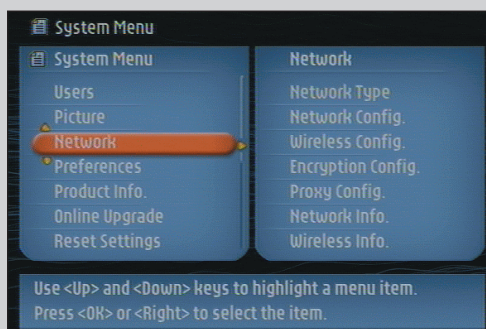 System Menu
System Menu
Users
Picture
Network
Preferences
Product Info.
Online Upgrade
Reset Settings
Network
Network Type
Network Config.
Wireless Config.
Encryption Config.
Proxy Config.
Network Info.
Wireless Info.
Use <Up> and <Down> keys to highlight a menu item.
Press <OK> or <Right> to select the item.